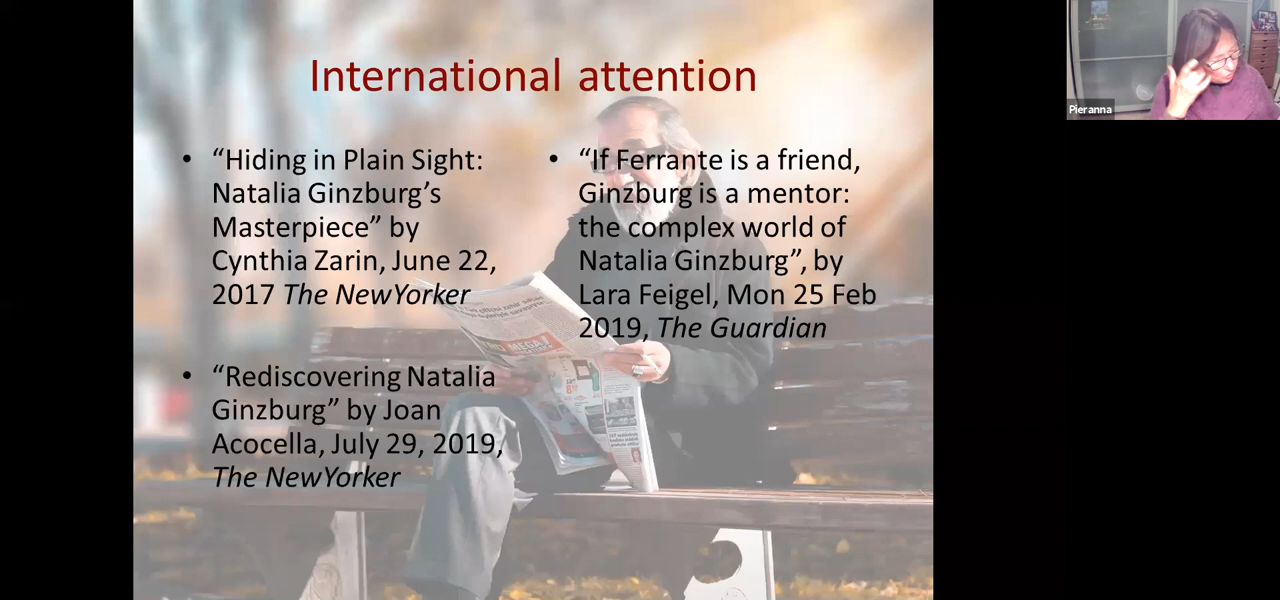 International attention
• “Hiding in Plain Sight:
Natalia Ginzburg’s
Masterpiece” by
Cynthia Zarin, June 22,
2017 The NewYorker
• “Rediscovering Natalia
Ginzburg” by Joan
Acocella, July 29, 2019,
The NewYorker
• “If Ferrante is a friend,
Ginzburg is a mentor:
the complex world of
Natalia Ginzburg”, by
Lara Feigel, Mon 25 Feb
2019, The Guardian
MEGA
Pieranna